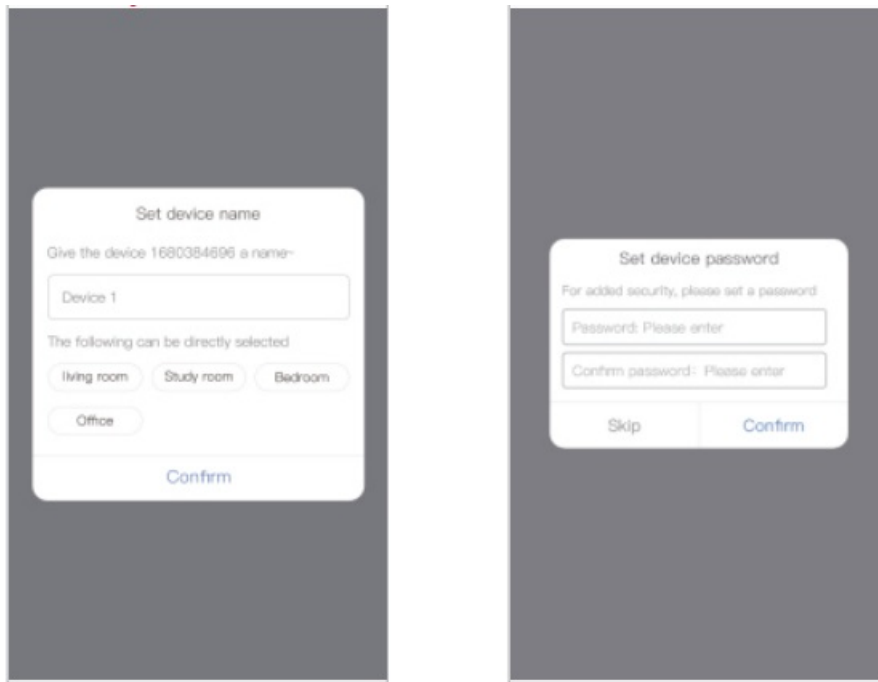 Set device name
Give the device 1680384696 a name~
Device 1
The following can be directly selected
living room
Study room
Bedroom
Office
Confirm
Set device password
For added security, please set a password
Password: Please enter
Confirm password: Please enter
Skip
Confirm